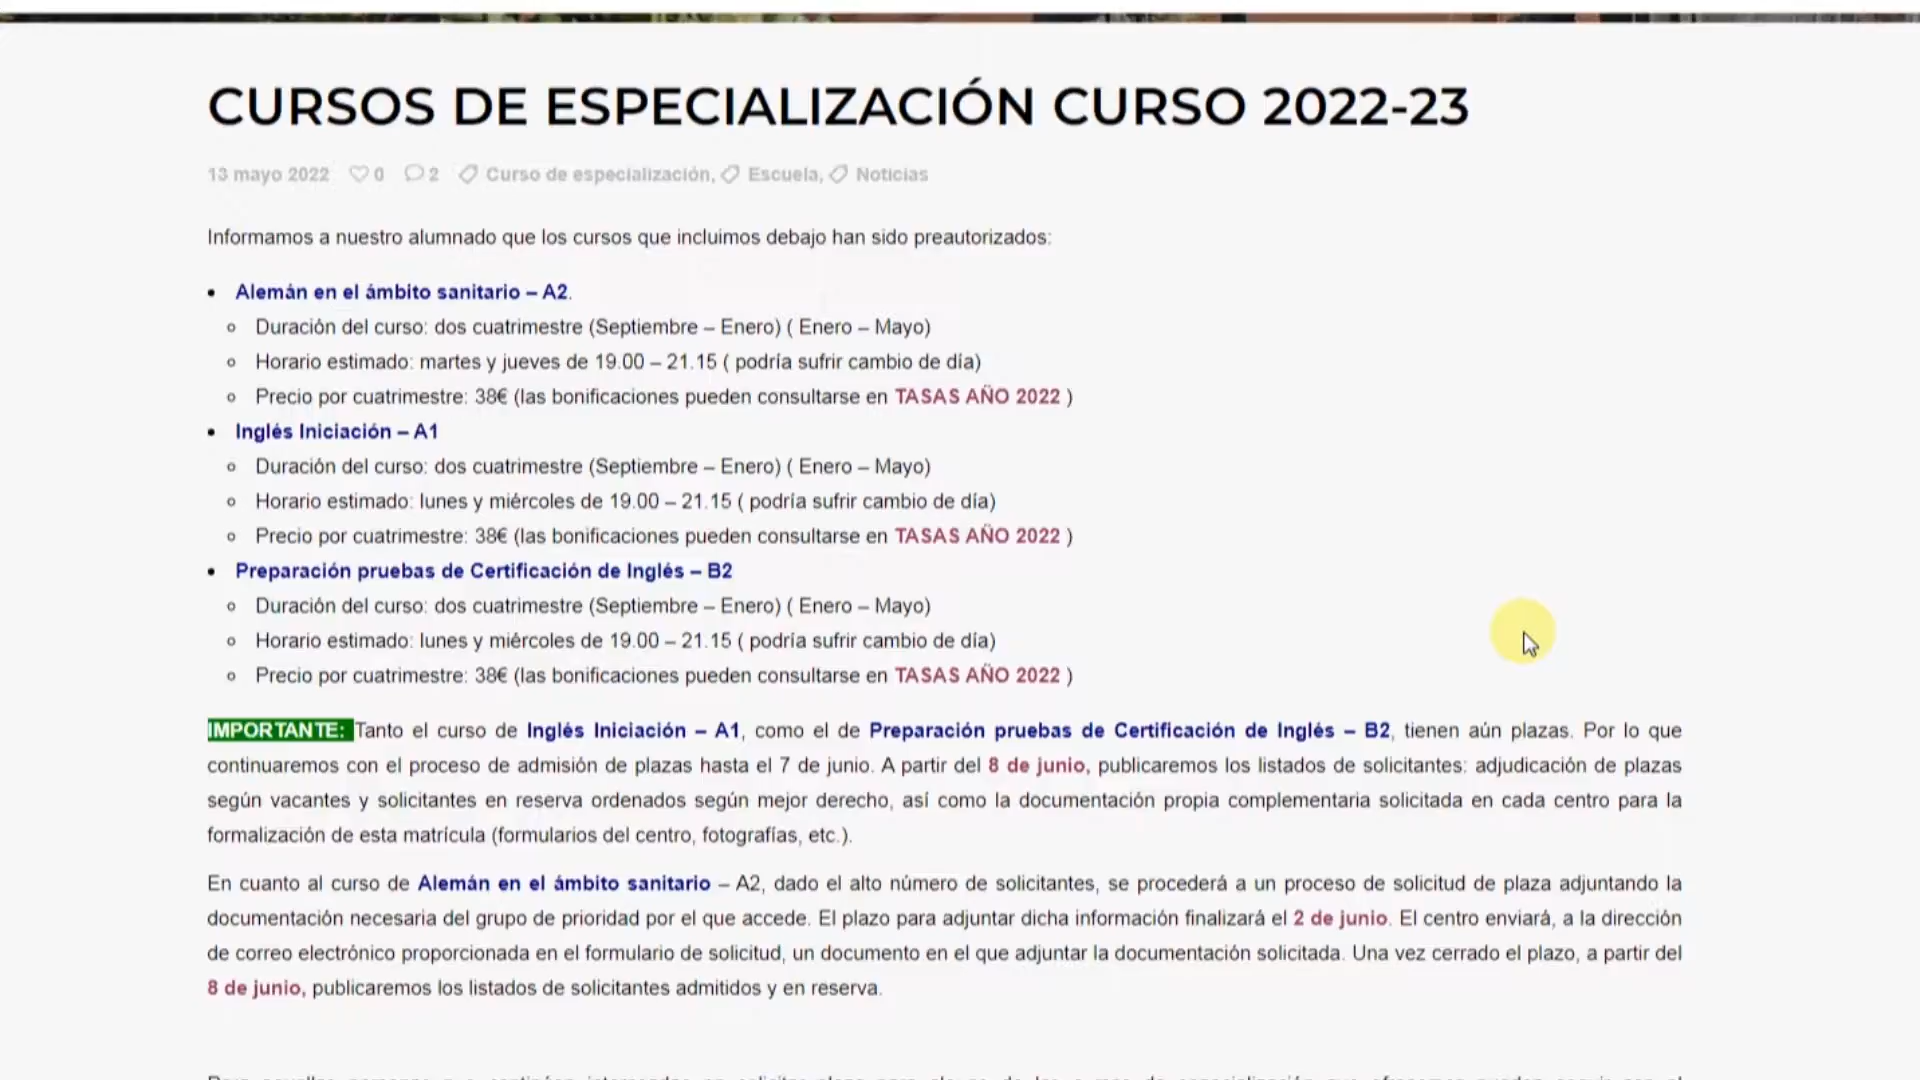 CURSOS DE ESPECIALIZACIÓN CURSO 2022-23
13 mayo 2022 0 2 Curso de especialización, Escuela, Noticias
Informamos a nuestro alumnado que los cursos que incluimos debajo han sido preautorizados:
• Alemán en el ámbito sanitario – A2.
◦ Duración del curso: dos cuatrimestre (Septiembre – Enero) ( Enero – Mayo)
◦ Horario estimado: martes y jueves de 19.00 – 21.15 ( podría sufrir cambio de día)
◦ Precio por cuatrimestre: 38€ (las bonificaciones pueden consultarse en TASAS AÑO 2022 )
• Inglés Iniciación – A1
◦ Duración del curso: dos cuatrimestre (Septiembre – Enero) ( Enero – Mayo)
◦ Horario estimado: lunes y miércoles de 19.00 – 21.15 ( podría sufrir cambio de día)
◦ Precio por cuatrimestre: 38€ (las bonificaciones pueden consultarse en TASAS AÑO 2022 )
• Preparación pruebas de Certificación de Inglés – B2
◦ Duración del curso: dos cuatrimestre (Septiembre – Enero) ( Enero – Mayo)
◦ Horario estimado: lunes y miércoles de 19.00 – 21.15 ( podría sufrir cambio de día)
◦ Precio por cuatrimestre: 38€ (las bonificaciones pueden consultarse en TASAS AÑO 2022 )
IMPORTANTE: Tanto el curso de Inglés Iniciación – A1, como el de Preparación pruebas de Certificación de Inglés – B2, tienen aún plazas. Por lo que
continuaremos con el proceso de admisión de plazas hasta el 7 de junio. A partir del 8 de junio, publicaremos los listados de solicitantes: adjudicación de plazas
según vacantes y solicitantes en reserva ordenados según mejor derecho, así como la documentación propia complementaria solicitada en cada centro para la
formalización de esta matrícula (formularios del centro, fotografías, etc.).
En cuanto al curso de Alemán en el ámbito sanitario – A2, dado el alto número de solicitantes, se procederá a un proceso de solicitud de plaza adjuntando la
documentación necesaria del grupo de prioridad por el que accede. El plazo para adjuntar dicha información finalizará el 2 de junio. El centro enviará, a la dirección
de correo electrónico proporcionada en el formulario de solicitud, un documento en el que adjuntar la documentación solicitada. Una vez cerrado el plazo, a partir del
8 de junio, publicaremos los listados de solicitantes admitidos y en reserva.